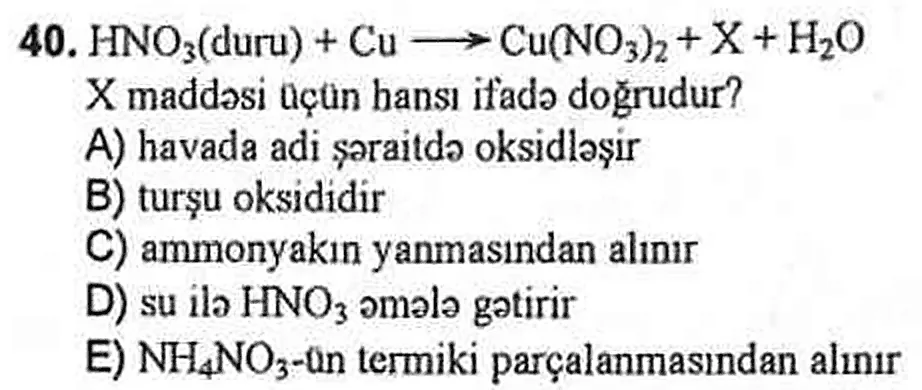 40. HNO₃(duru) + Cu ⟶ Cu(NO₃)₂ + X + H₂O
X maddəsi üçün hansı ifadə doğrudur?
A) havada adi şəraitdə oksidləşir
B) turşu oksididir
C) ammonyakın yanmasından alınır
D) su ilə HNO₃ əmələ gətirir
E) NH₄NO₃-ün termiki parçalanmasından alınır